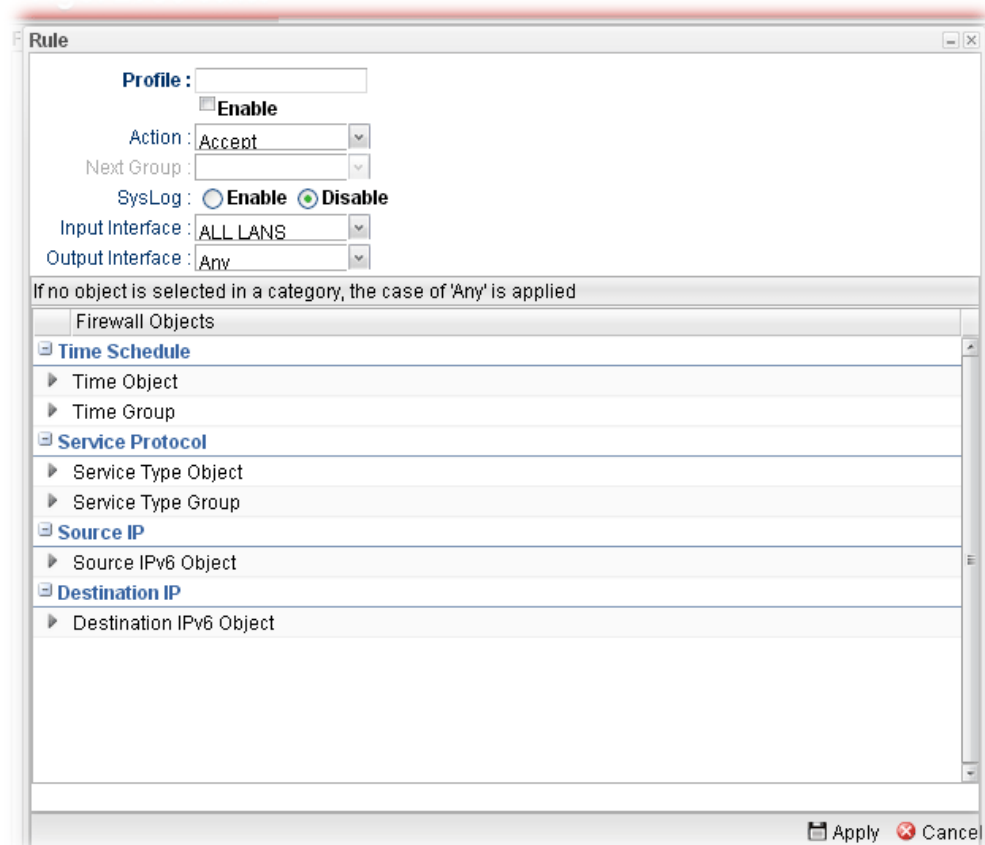 Rule
Profile :
Enable
Action : Accept
Next Group :
SysLog : Enable Disable
Input Interface : ALL LANS
Output Interface : Any
If no object is selected in a category, the case of 'Any' is applied
Firewall Objects
Time Schedule
Time Object
Time Group
Service Protocol
Service Type Object
Service Type Group
Source IP
Source IPv6 Object
Destination IP
Destination IPv6 Object
Apply Cancel